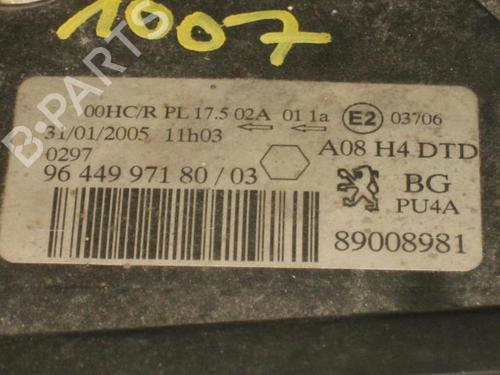 1007
B-PARTS
00HC/R PL 17.5 02A 01 1a E2 03706
31/01/2005 11h03
A08 H4 DTD
0297
96 449 971 80 / 03
BG
PU4A
89008981